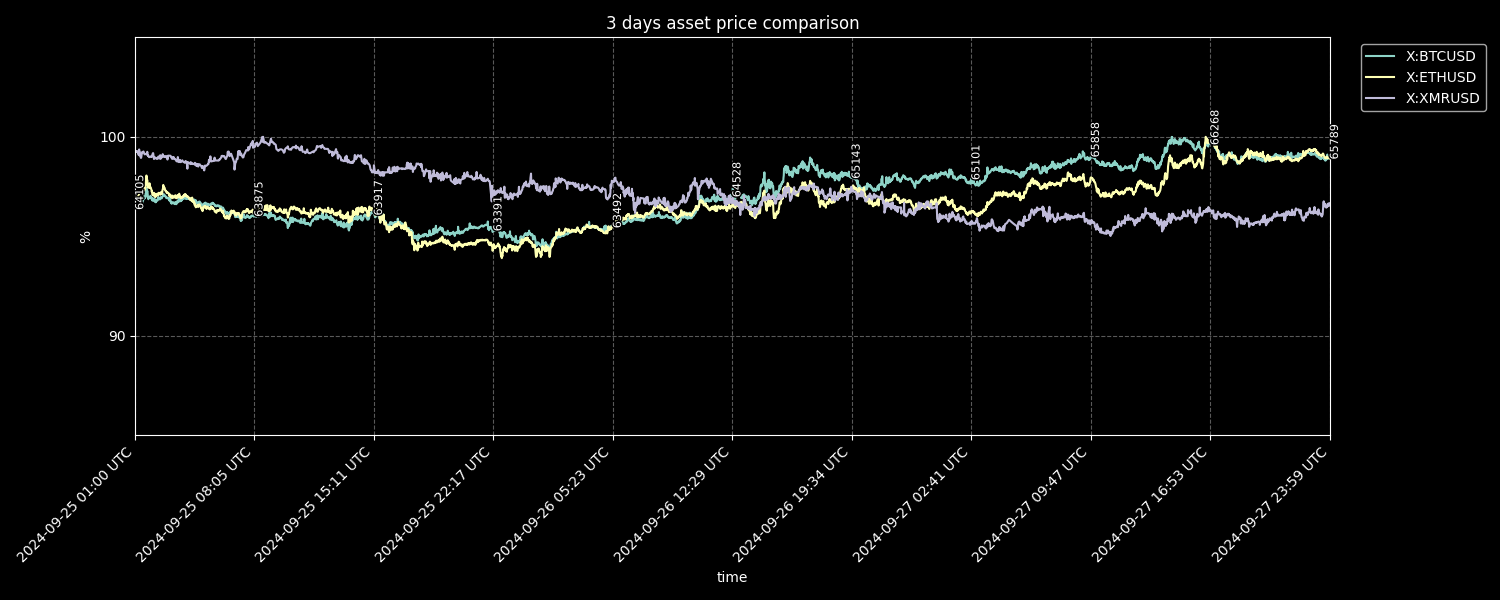 3 days asset price comparison
X:BTCUSD
X:ETHUSD
X:XMRUSD
100
90
%
64105
63875
63917
63391
63492
64528
65143
65101
65858
66268
65789
2024-09-25 01:00 UTC
2024-09-25 08:05 UTC
2024-09-25 15:11 UTC
2024-09-25 22:17 UTC
2024-09-26 05:23 UTC
2024-09-26 12:29 UTC
2024-09-26 19:34 UTC
2024-09-27 02:41 UTC
2024-09-27 09:47 UTC
2024-09-27 16:53 UTC
2024-09-27 23:59 UTC
time